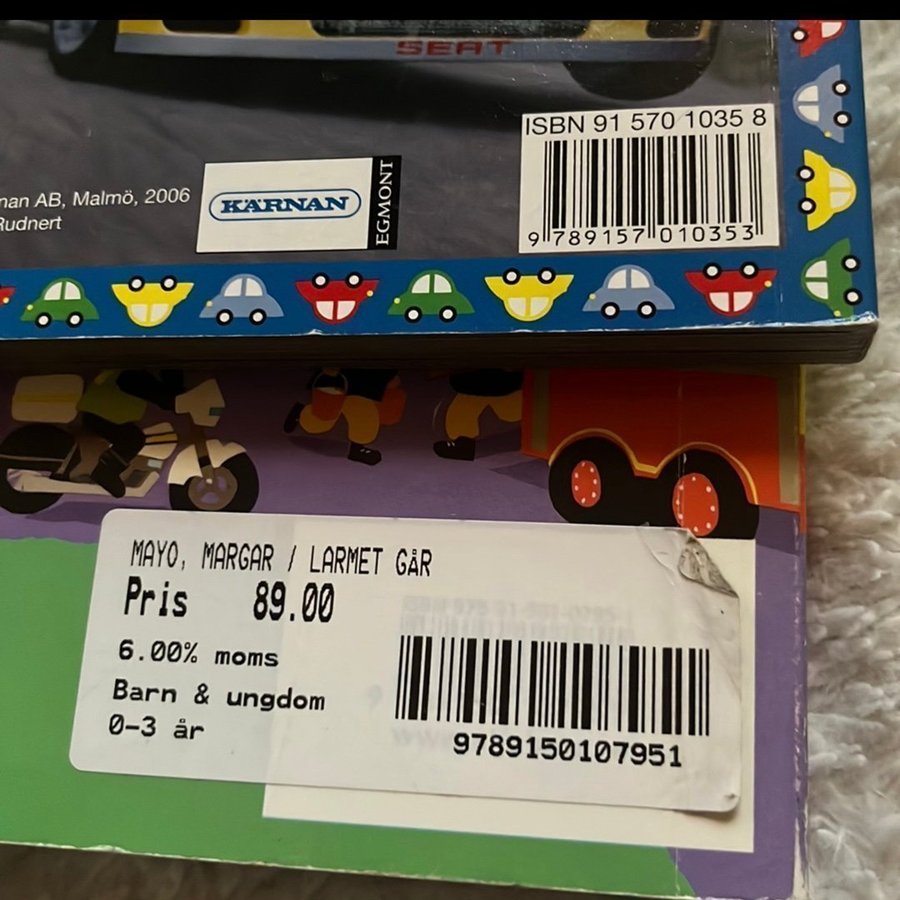 SEAT
ISBN 91 570 1035 8
nan AB, Malmö, 2006
Rudnert
KÄRNAN
EGMONT
9 789157 010353
MAYO, MARGAR / LARMET GÅR
Pris 89.00
6.00% moms
Barn & ungdom
0-3 år
9789150107951